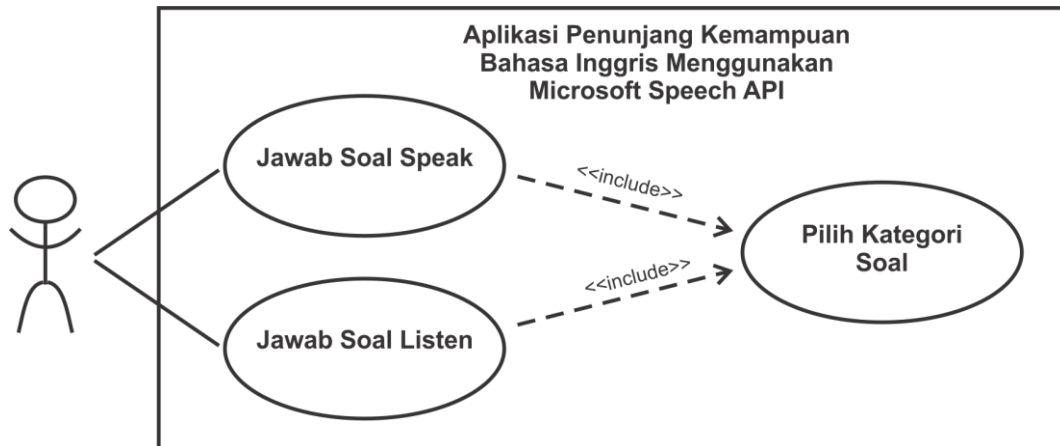 Aplikasi Penunjang Kemampuan
Bahasa Inggris Menggunakan
Microsoft Speech API
Jawab Soal Speak
<<include>>
Pilih Kategori
Soal
<<include>>
Jawab Soal Listen